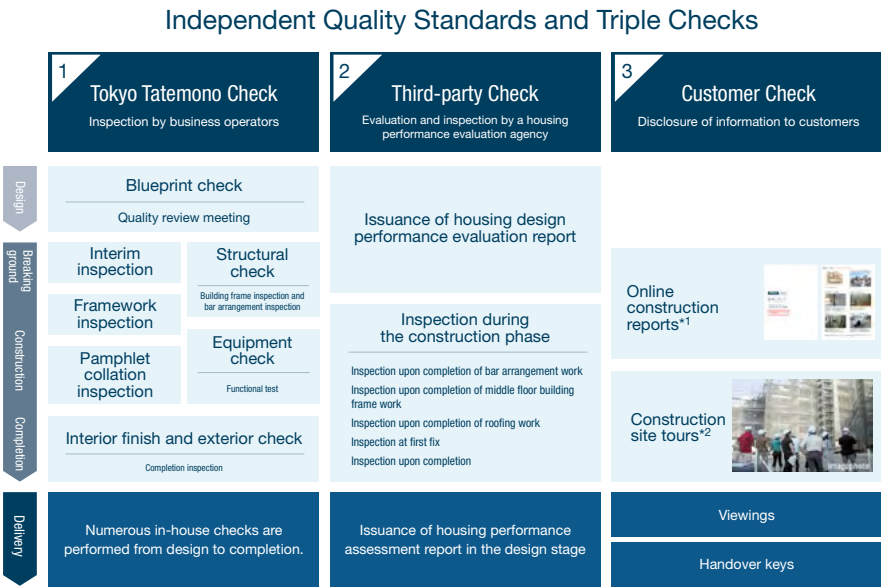 Independent Quality Standards and Triple Checks
1
Tokyo Tatemono Check
Inspection by business operators
2
Third-party Check
Evaluation and inspection by a housing
performance evaluation agency
3
Customer Check
Disclosure of information to customers
Design
Blueprint check
Quality review meeting
Issuance of housing design
performance evaluation report
Breaking
ground
Construction
Completion
Interim
inspection
Framework
inspection
Pamphlet
collation
inspection
Structural
check
Building frame inspection and
bar arrangement inspection
Equipment
check
Functional test
Interior finish and exterior check
Completion inspection
Inspection during
the construction phase
Inspection upon completion of bar arrangement work
Inspection upon completion of middle floor building
frame work
Inspection upon completion of roofing work
Inspection at first fix
Inspection upon completion
Online
construction
reports*1
Construction
site tours*2
image photo
Delivery
Numerous in-house checks are
performed from design to completion.
Issuance of housing performance
assessment report in the design stage
Viewings
Handover keys